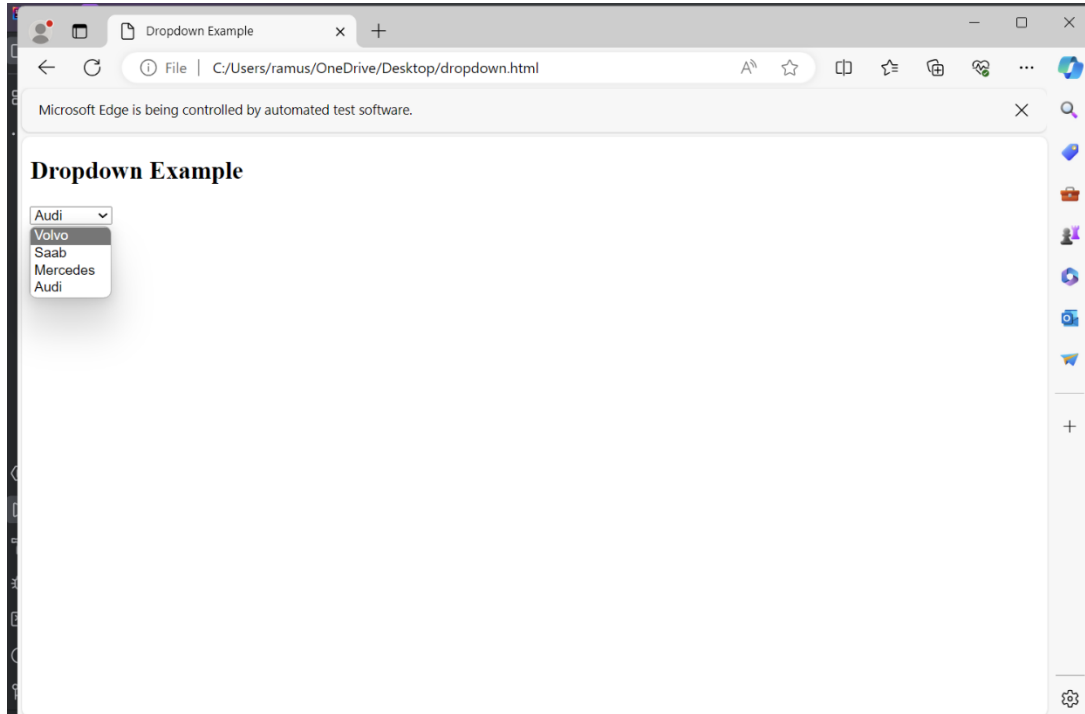 Dropdown Example
File | C:/Users/ramus/OneDrive/Desktop/dropdown.html
Microsoft Edge is being controlled by automated test software.
Dropdown Example
Audi
Volvo
Saab
Mercedes
Audi